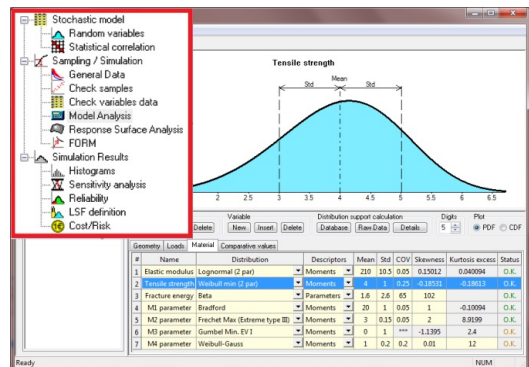 Stochastic model
Random variables
Statistical correlation
Sampling / Simulation
General Data
Check samples
Check variables data
Model Analysis
Response Surface Analysis
FORM
Simulation Results
Histograms
Sensitivity analysis
Reliability
LSF definition
Cost/Risk
Tensile strength
Mean
Std Std
2 2.5 3 3.5 4 4.5 5 5.5 6 6.5
Variable Distribution support calculation Digits Plot
Delete New Insert Delete Database Raw Data Details 5 PDF CDF
Geometry Loads Material Comparative values
# Name Distribution Descriptors Mean Std COV Skewness Kurtosis excess Status
1 Elastic modulus Lognormal (2 par) Moments 210 10.5 0.05 0.15012 0.040094 O.K.
2 Tensile strength Weibull min (2 par) Moments 4 1 0.25 -0.18531 -0.18613 O.K.
3 Fracture energy Beta Parameters 1.6 2.6 65 102 O.K.
4 M1 parameter Bradford Moments 20 1 0.05 1 -0.10094 O.K.
5 M2 parameter Frechet Max (Extreme type III) Moments 3 0.15 0.05 2 8.9199 O.K.
6 M3 parameter Gumbel Min. EV I Moments 0 1 *** -1.1395 2.4 O.K.
7 M4 parameter Weibull-Gauss Moments 1 0.2 0.2 0.01 12 O.K.
Ready NUM